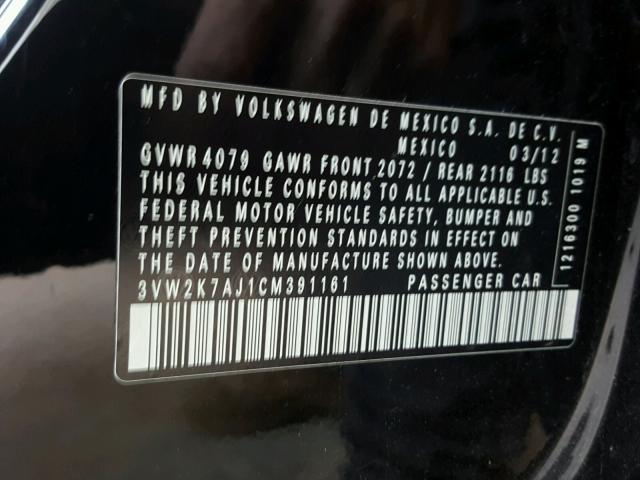 MFD BY VOLKSWAGEN DE MEXICO S.A. DE C.V.
MEXICO 03/12
GVWR 4079 GAWR FRONT 2072 / REAR 2116 LBS
THIS VEHICLE CONFORMS TO ALL APPLICABLE U.S.
FEDERAL MOTOR VEHICLE SAFETY, BUMPER AND
THEFT PREVENTION STANDARDS IN EFFECT ON
THE DATE OF MANUFACTURE SHOWN ABOVE.
3VW2K7AJ1CM391161 PASSENGER CAR
1216300 1019 M